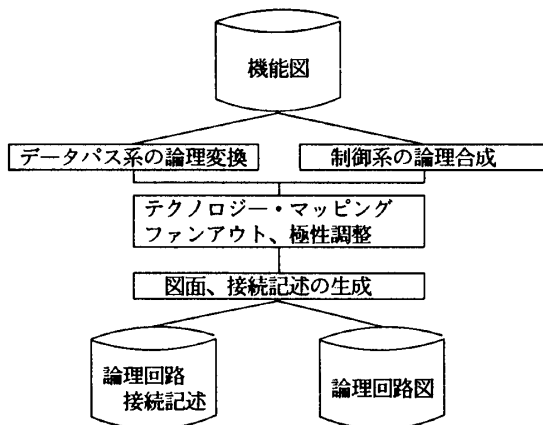 機能図
データパス系の論理変換
制御系の論理合成
テクノロジー・マッピング
ファンアウト、極性調整
図面、接続記述の生成
論理回路
接続記述
論理回路図